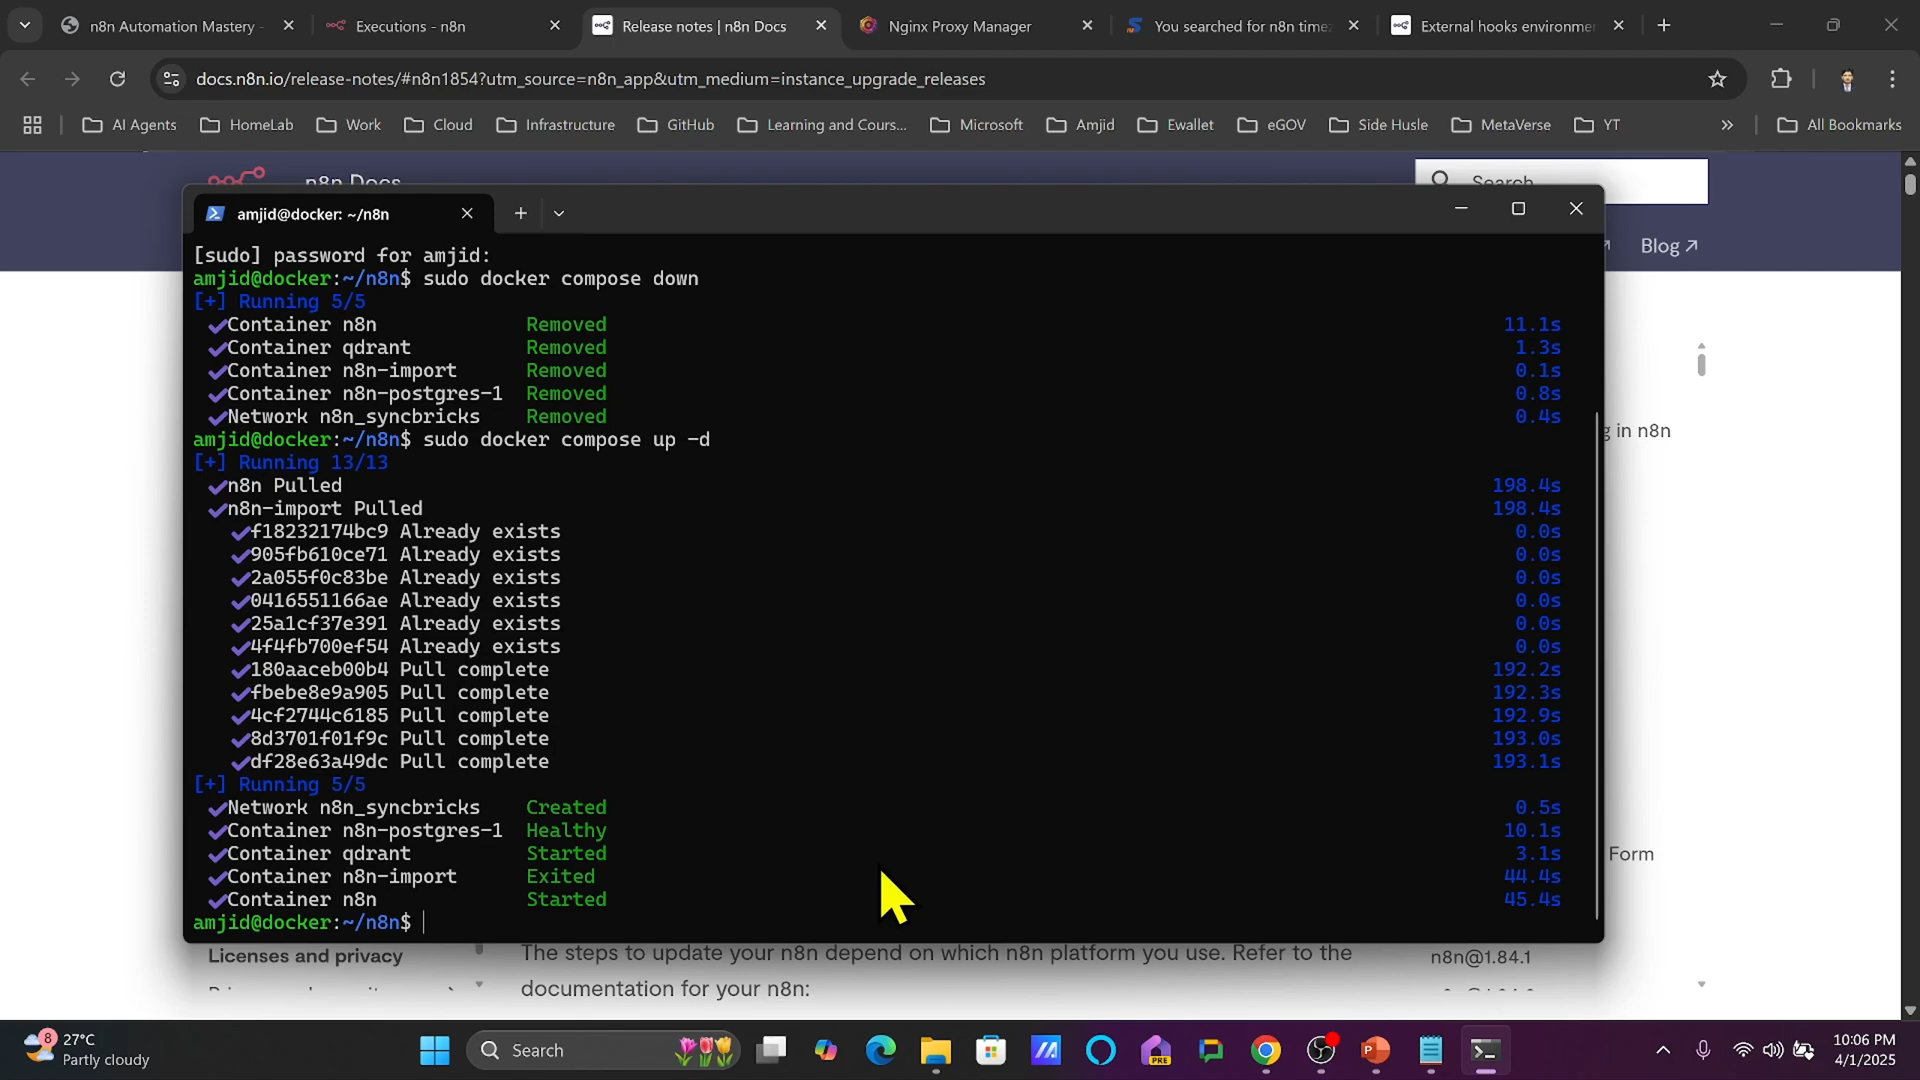 n8n Automation Mastery -
Executions - n8n
Release notes | n8n Docs
Nginx Proxy Manager
You searched for n8n timez
External hooks environmen
docs.n8n.io/release-notes/#n8n1854?utm_source=n8n_app&utm_medium=instance_upgrade_releases
AI Agents
HomeLab
Work
Cloud
Infrastructure
GitHub
Learning and Cours...
Microsoft
Amjid
Ewallet
eGOV
Side Husle
MetaVerse
YT
All Bookmarks
n8n Docs
Search
Blog
amjid@docker: ~/n8n
[sudo] password for amjid:
amjid@docker:~/n8n$ sudo docker compose down
[+] Running 5/5
Container n8n Removed 11.1s
Container qdrant Removed 1.3s
Container n8n-import Removed 0.1s
Container n8n-postgres-1 Removed 0.8s
Network n8n_syncbricks Removed 0.4s
amjid@docker:~/n8n$ sudo docker compose up -d
[+] Running 13/13
n8n Pulled 198.4s
n8n-import Pulled 198.4s
f18232174bc9 Already exists 0.0s
905fb610ce71 Already exists 0.0s
2a055f0c83be Already exists 0.0s
0416551166ae Already exists 0.0s
25a1cf37e391 Already exists 0.0s
4f4fb700ef54 Already exists 0.0s
180aaceb00b4 Pull complete 192.2s
fbebe8e9a905 Pull complete 192.3s
4cf2744c6185 Pull complete 192.9s
8d3701f01f9c Pull complete 193.0s
df28e63a49dc Pull complete 193.1s
[+] Running 5/5
Network n8n_syncbricks Created 0.5s
Container n8n-postgres-1 Healthy 10.1s
Container qdrant Started 3.1s
Container n8n-import Exited 44.4s
Container n8n Started 45.4s
amjid@docker:~/n8n$
g in n8n
Form
Licenses and privacy
The steps to update your n8n depend on which n8n platform you use. Refer to the
documentation for your n8n:
n8n@1.84.1
8
27°C
Partly cloudy
Search
PRE
10:06 PM
4/1/2025